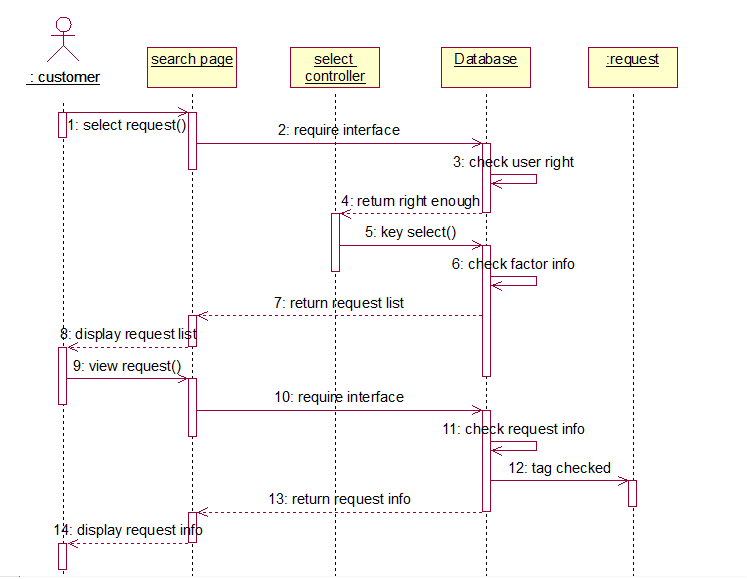 : customer
search page
select
controller
Database
:request
1: select request()
2: require interface
3: check user right
4: return right enough
5: key select()
6: check factor info
7: return request list
8: display request list
9: view request()
10: require interface
11: check request info
12: tag checked
13: return request info
14: display request info